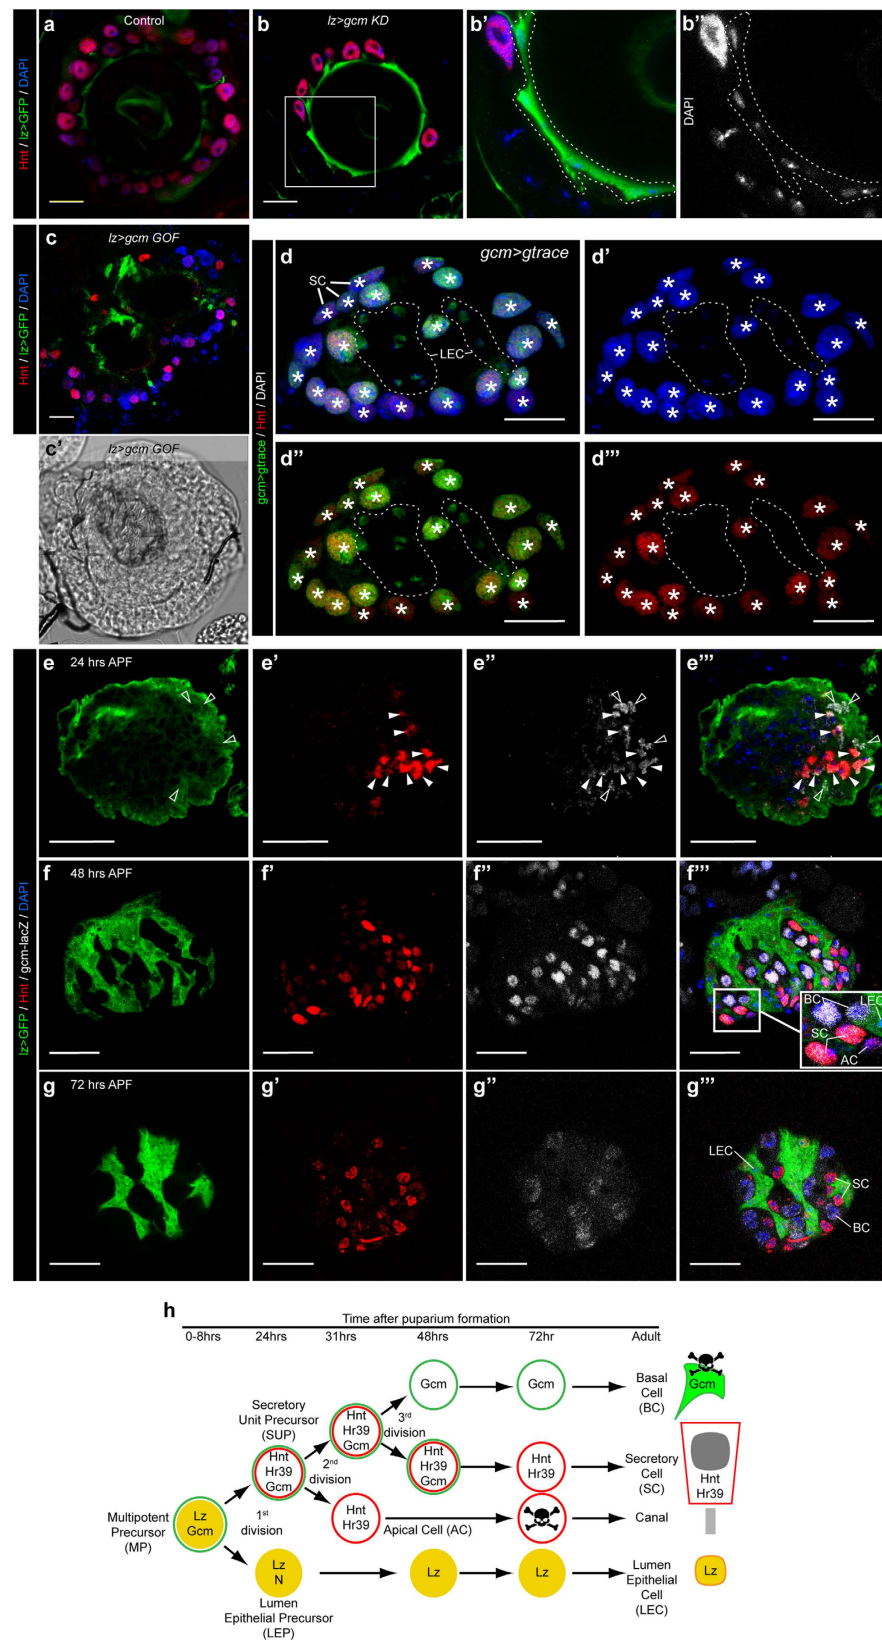 a
Control
b
lz>gcm KD
b'
b''
Hnt / lz>GFP / DAPI
DAPI
c
lz>gcm GOF
Hnt / lz>GFP / DAPI
c'
lz>gcm GOF
d
gcm>gtrace
SC
LEC
d'
gcm>gtrace / Hnt / DAPI
d''
d'''
e
24 hrs APF
e'
e''
e'''
f
48 hrs APF
f'
f''
f'''
BC
LEC
SC
AC
lz>GFP / Hnt / gcm-lacZ / DAPI
g
72 hrs APF
g'
g''
g'''
LEC
SC
BC
h
Time after puparium formation
0-8hrs
24hrs
31hrs
48hrs
72hr
Adult
Gcm
Gcm
Basal
Cell
(BC)
Gcm
Secretory
Unit Precursor
(SUP)
Hnt
Hr39
Gcm
3rd
division
Hnt
Hr39
Gcm
2nd
division
Hnt
Hr39
Gcm
Hnt
Hr39
Secretory
Cell
(SC)
Hnt
Hr39
Multipotent
Precursor
(MP)
Lz
Gcm
1st
division
Hnt
Hr39
Apical Cell (AC)
Canal
Lz
N
Lumen
Epithelial Precursor
(LEP)
Lz
Lz
Lumen
Epithelial
Cell
(LEC)
Lz